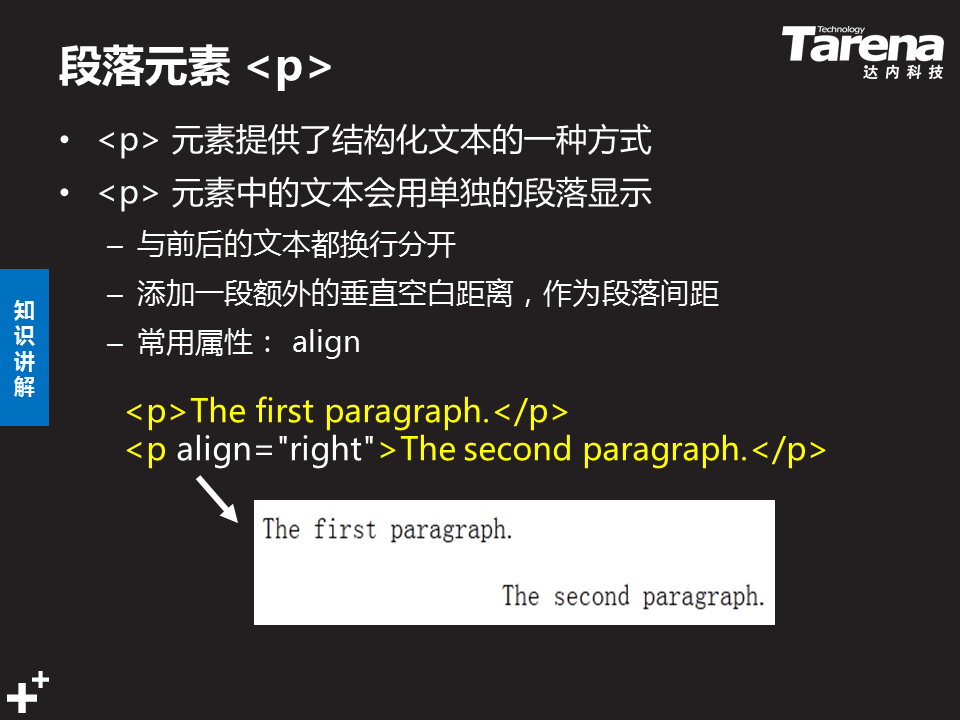 段落元素 <p>
Technology
Tarena
达内科技
• <p> 元素提供了结构化文本的一种方式
• <p> 元素中的文本会用单独的段落显示
– 与前后的文本都换行分开
– 添加一段额外的垂直空白距离，作为段落间距
– 常用属性： align
知识讲解
<p>The first paragraph.</p>
<p align="right">The second paragraph.</p>
The first paragraph.
The second paragraph.